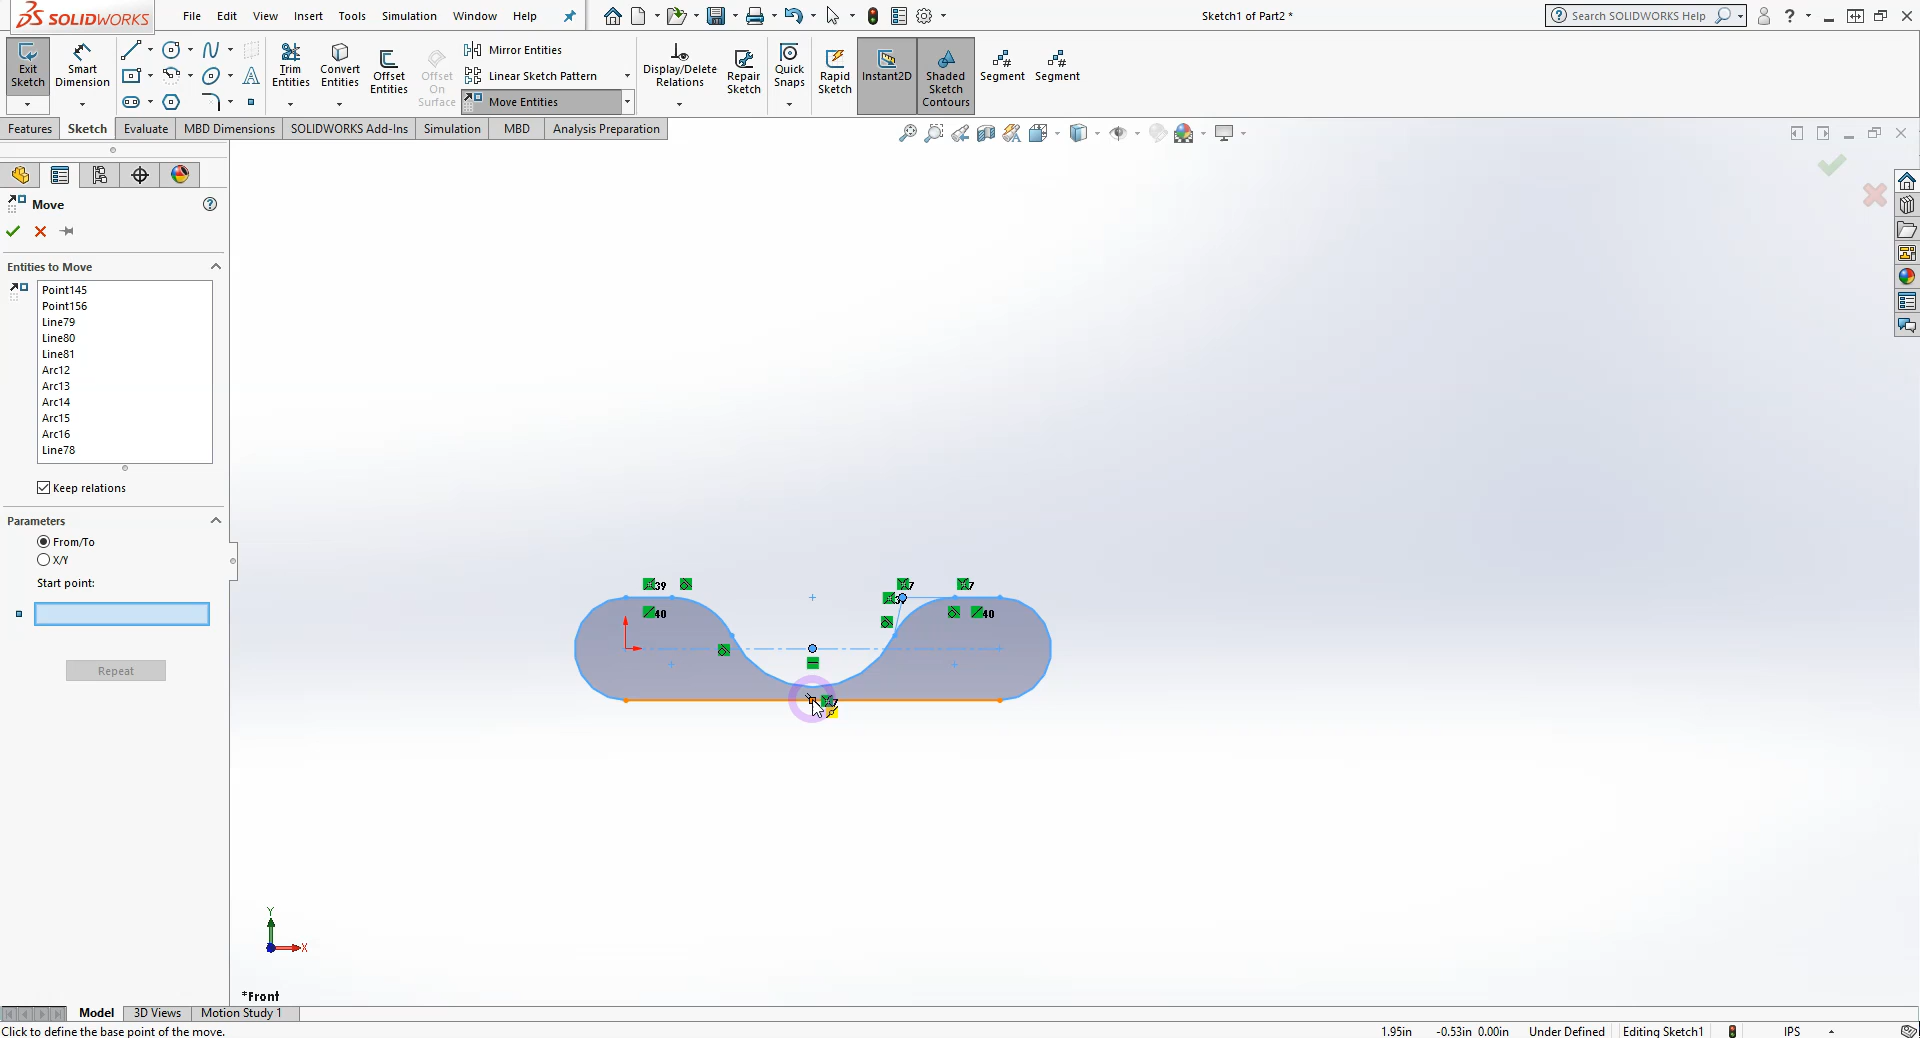 SOLIDWORKS
File Edit View Insert Tools Simulation Window Help
Sketch1 of Part2 *
Search SOLIDWORKS Help
Exit Sketch
Smart Dimension
Trim Entities
Convert Entities
Offset Entities
Offset On Surface
Mirror Entities
Linear Sketch Pattern
Move Entities
Display/Delete Relations
Repair Sketch
Quick Snaps
Rapid Sketch
Instant2D
Shaded Sketch Contours
Segment
Segment
Features Sketch Evaluate MBD Dimensions SOLIDWORKS Add-Ins Simulation MBD Analysis Preparation
Move
Entities to Move
Point145
Point156
Line79
Line80
Line81
Arc12
Arc13
Arc14
Arc15
Arc16
Line78
Keep relations
Parameters
From/To
X/Y
Start point:
Repeat
39
7
7
40
40
Y
X
*Front
Model 3D Views Motion Study 1
Click to define the base point of the move.
1.95in -0.53in 0.00in Under Defined Editing Sketch1 IPS